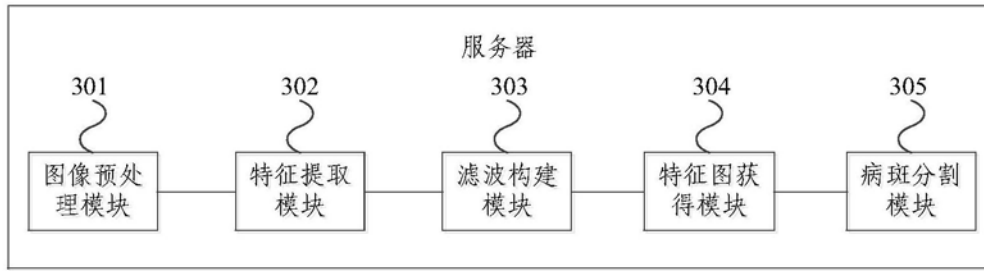 服务器
301
302
303
304
305
图像预处
理模块
特征提取
模块
滤波构建
模块
特征图获
得模块
病斑分割
模块